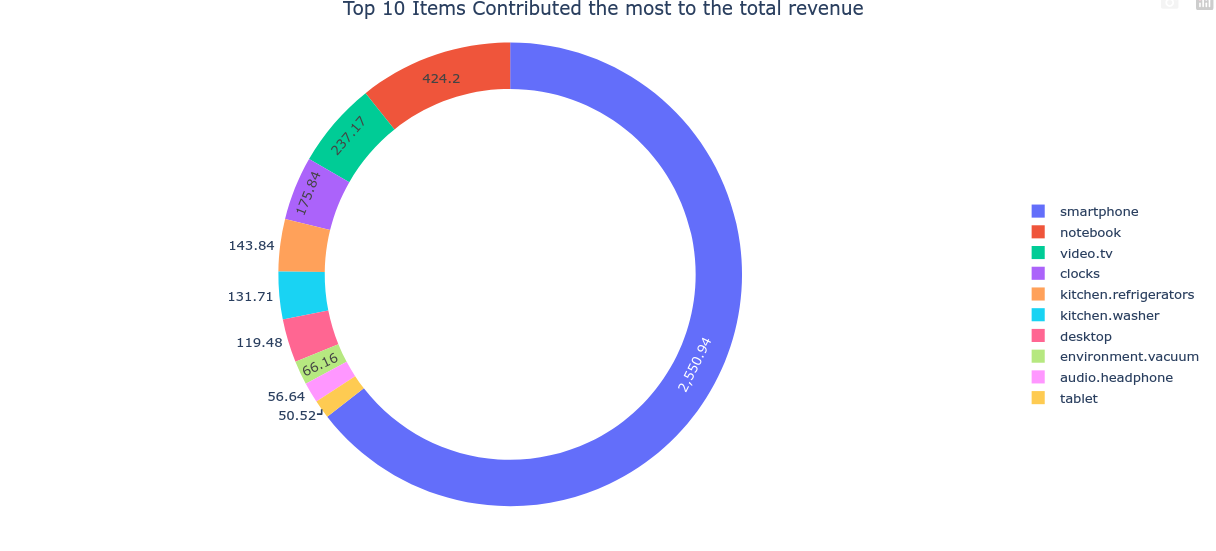 Top 10 Items Contributed the most to the total revenue
424.2
237.17
175.84
143.84
131.71
119.48
66.16
56.64
50.52
2,550.94
smartphone
notebook
video.tv
clocks
kitchen.refrigerators
kitchen.washer
desktop
environment.vacuum
audio.headphone
tablet